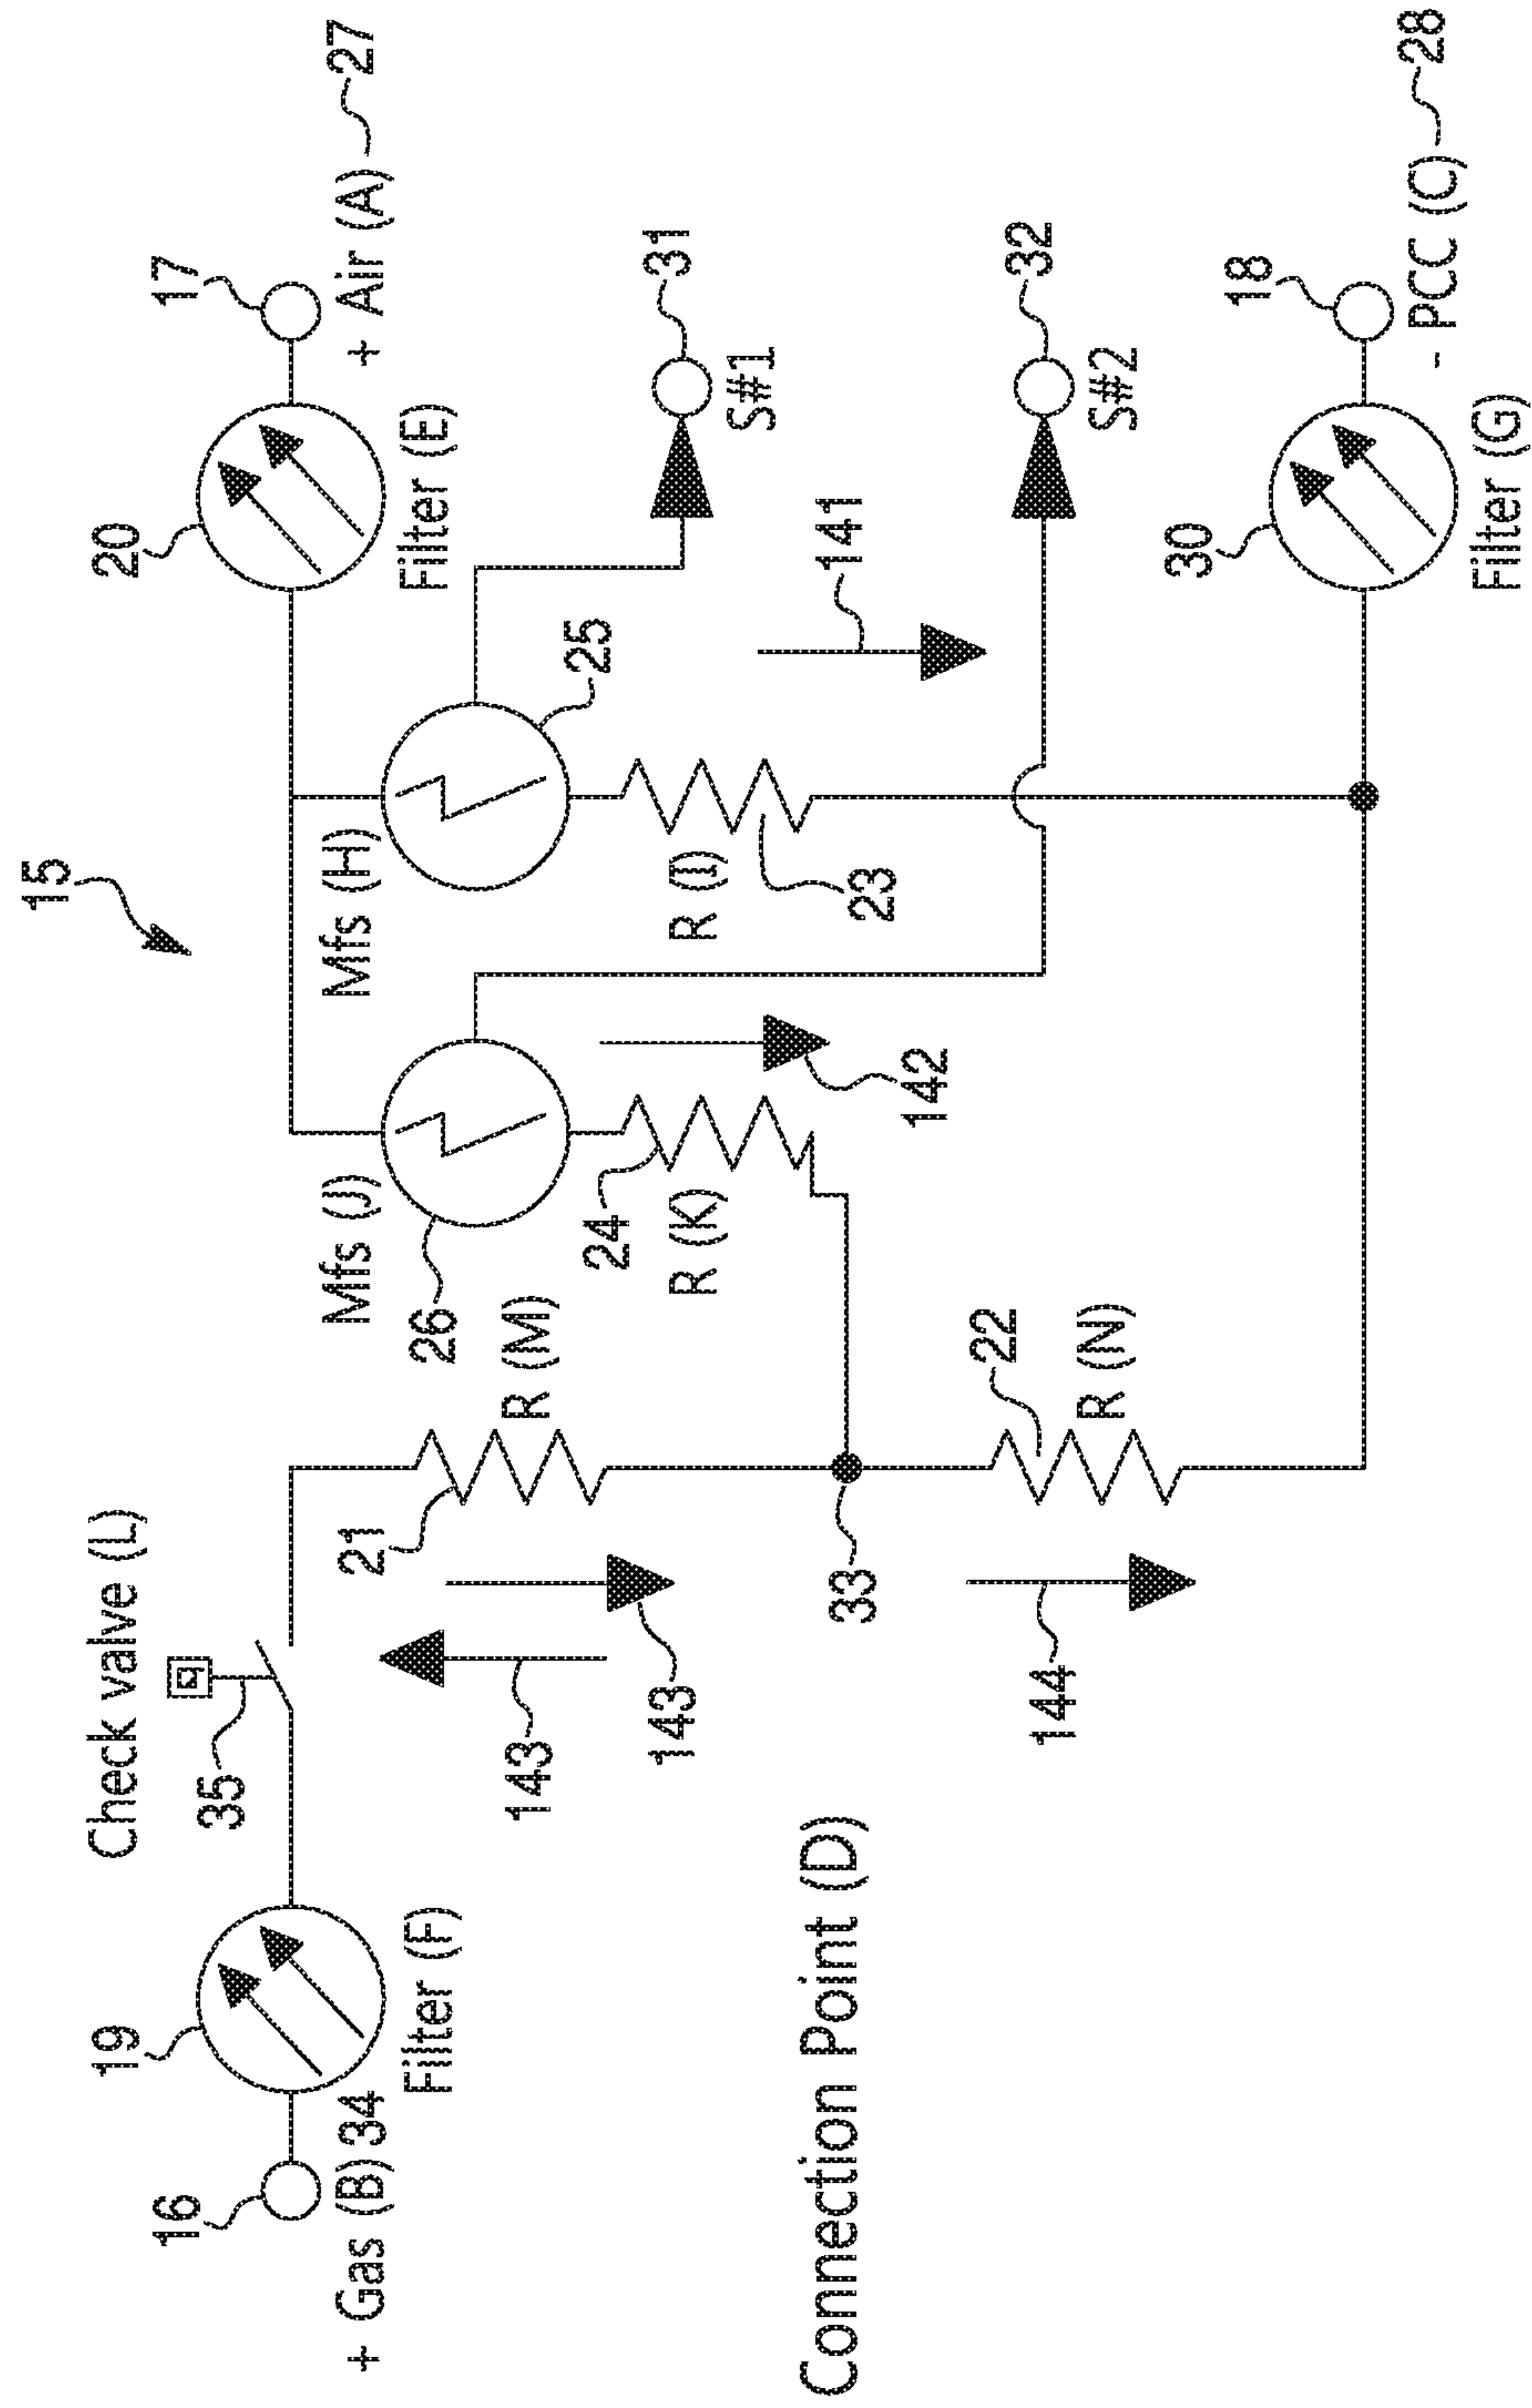 15
Check valve (L)
35
19
16
+ Gas (B) 34
Filter (F)
20
17
+ Air (A)
27
Filter (E)
Mfs (J)
26
Mfs (H)
25
21
R (M)
24
R (K)
R (I)
23
31
S#1
143
143
142
141
Connection Point (D)
33
32
S#2
22
R (N)
144
30
18
Filter (G)
- PCC (C)
28